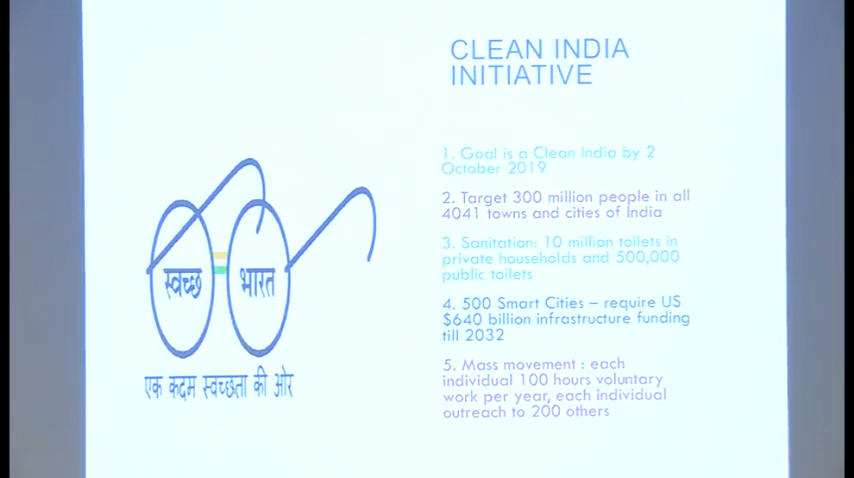 CLEAN INDIA
INITIATIVE
स्वच्छ
भारत
एक कदम स्वच्छता की ओर
1. Goal is a Clean India by 2
October 2019
2. Target 300 million people in all
4041 towns and cities of India
3. Sanitation: 10 million toilets in
private households and 500,000
public toilets
4. 500 Smart Cities – require US
$640 billion infrastructure funding
till 2032
5. Mass movement : each
individual 100 hours voluntary
work per year, each individual
outreach to 200 others